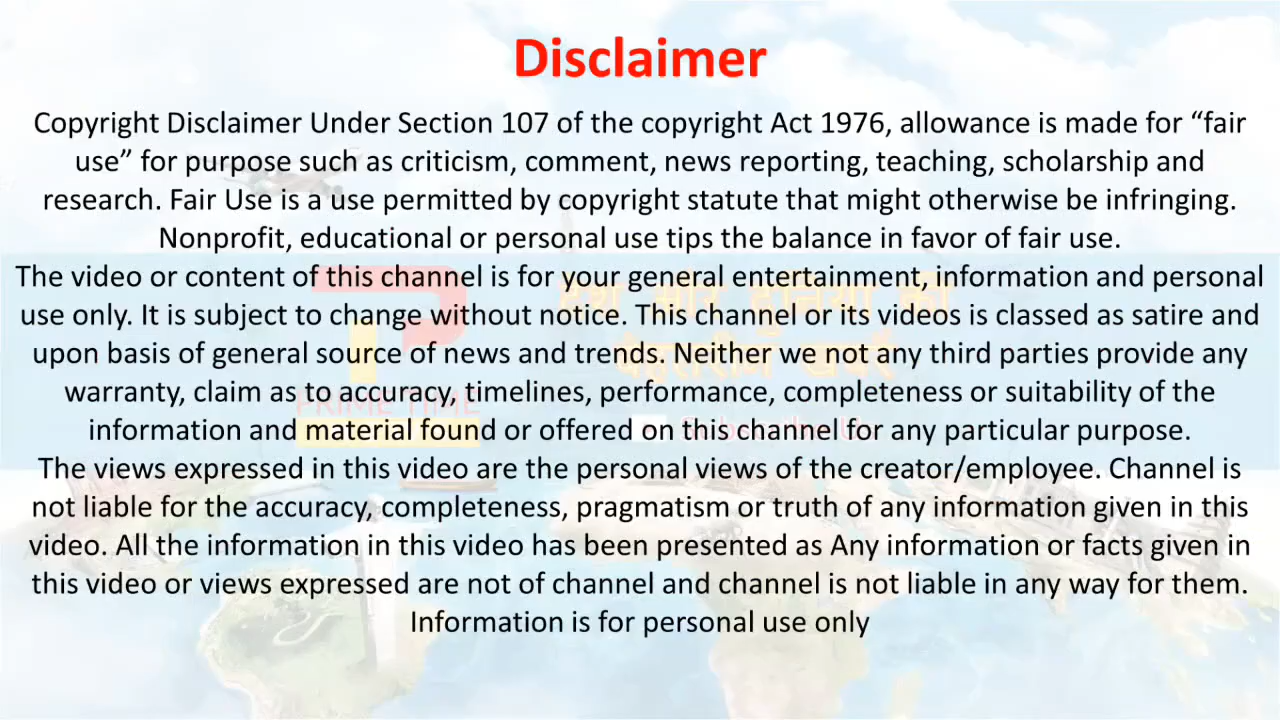 Disclaimer
Copyright Disclaimer Under Section 107 of the copyright Act 1976, allowance is made for “fair
use” for purpose such as criticism, comment, news reporting, teaching, scholarship and
research. Fair Use is a use permitted by copyright statute that might otherwise be infringing.
Nonprofit, educational or personal use tips the balance in favor of fair use.
The video or content of this channel is for your general entertainment, information and personal
use only. It is subject to change without notice. This channel or its videos is classed as satire and
upon basis of general source of news and trends. Neither we not any third parties provide any
warranty, claim as to accuracy, timelines, performance, completeness or suitability of the
information and material found or offered on this channel for any particular purpose.
The views expressed in this video are the personal views of the creator/employee. Channel is
not liable for the accuracy, completeness, pragmatism or truth of any information given in this
video. All the information in this video has been presented as Any information or facts given in
this video or views expressed are not of channel and channel is not liable in any way for them.
Information is for personal use only
देश और दुनिया की
बेहतरीन खबरें
PRIME TIME